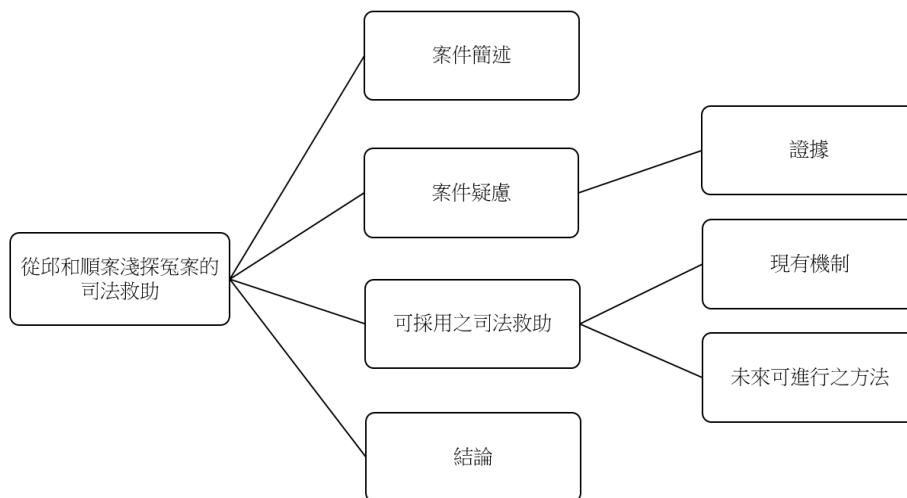 案件簡述
證據
案件疑慮
從邱和順案淺探冤案的
司法救助
現有機制
可採用之司法救助
未來可進行之方法
結論